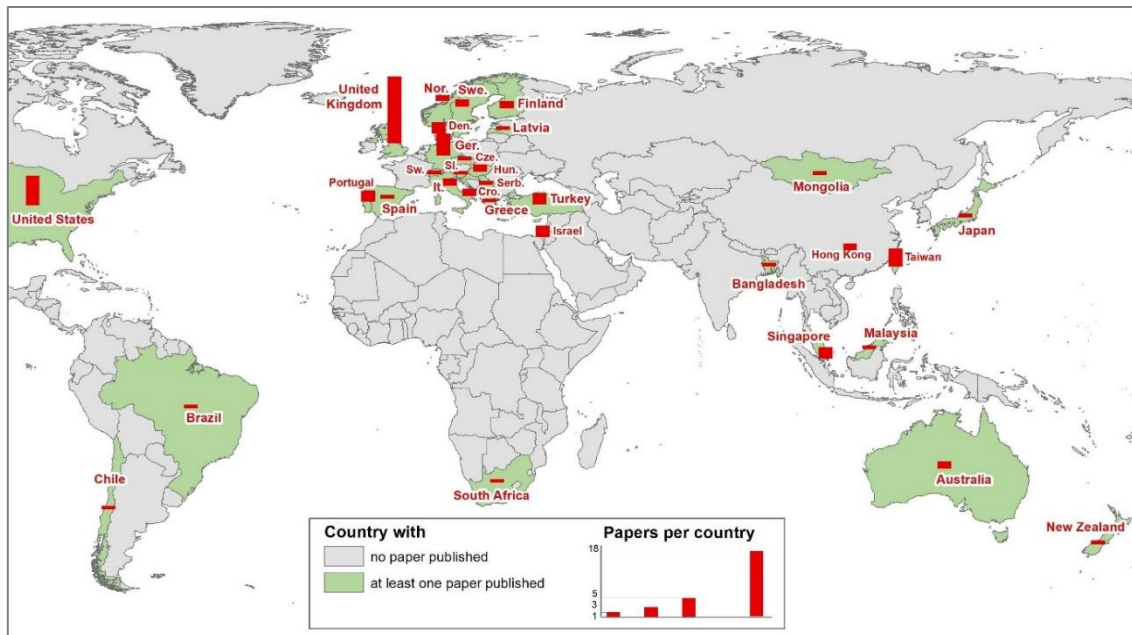 United
Kingdom
Nor.
Swe.
Finland
Den.
Latvia
Ger.
Cze.
Sw.
Sl.
Hun.
It.
Serb.
Cro.
Portugal
Spain
Greece
Turkey
Israel
United States
Mongolia
Japan
Hong Kong
Taiwan
Bangladesh
Singapore
Malaysia
Brazil
Chile
South Africa
Australia
New Zealand
Country with
no paper published
at least one paper published
Papers per country
18
5
3
1